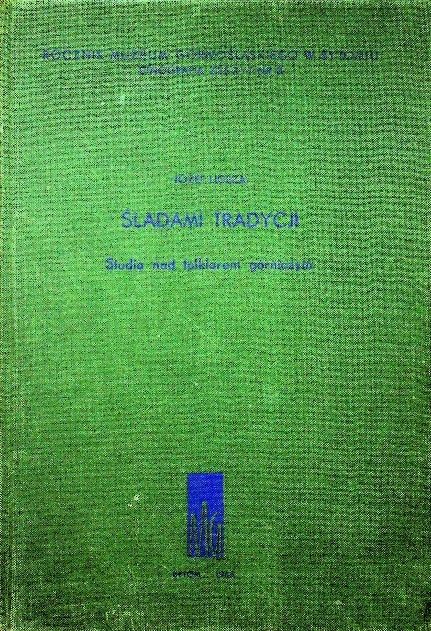 ROCZNIK MUZEUM GÓRNOŚLĄSKIEGO W BYTOMIU
JÓZEF LIGĘZA
ŚLADAMI TRADYCJI
Studia nad folklorem górniczym
BYTOM